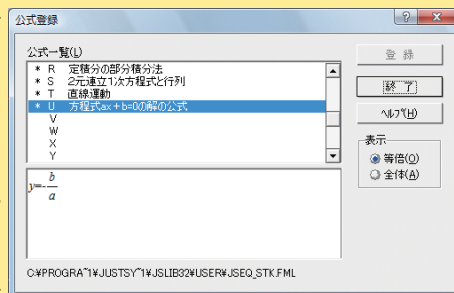 公式登録
公式一覧(L)
* R 定積分の部分積分法
* S 2元連立1次方程式と行列
* T 直線運動
* U 方程式ax+b=0の解の公式
V
W
X
Y
登 録
終 了
ヘルプ(H)
表示
等倍(O)
全体(A)
y=-b/a
C:¥PROGRA~1¥JUSTSY~1¥JSLIB32¥USER¥JSEQ_STK.FML